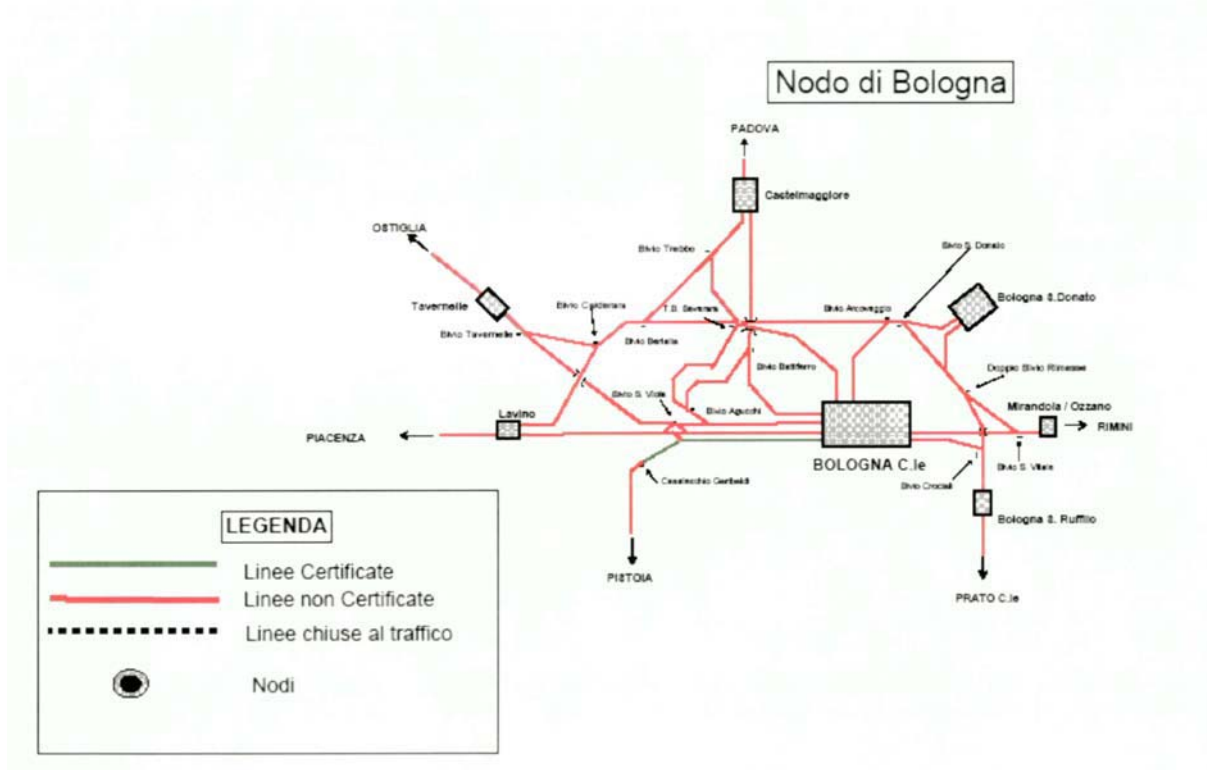 Nodo di Bologna
PADOVA
Castelmaggiore
OSTIGLIA
Bivio Trebbo
Bivio S. Donato
Tavernelle
Bivio Calderara
T.B. Saverara
Bivio Arcoveggio
Bologna S.Donato
Bivio Tavernelle
Bivio Bertalia
Bivio Battiferro
Doppio Bivio Rimesse
Bivio S. Viola
Bivio Agucchi
Lavino
Mirandola / Ozzano
PIACENZA
RIMINI
BOLOGNA C.le
Bivio S. Vitale
Casalecchio Garibaldi
Bivio Crociali
Bologna S. Ruffilo
PISTOIA
PRATO C.le
LEGENDA
Linee Certificate
Linee non Certificate
Linee chiuse al traffico
Nodi